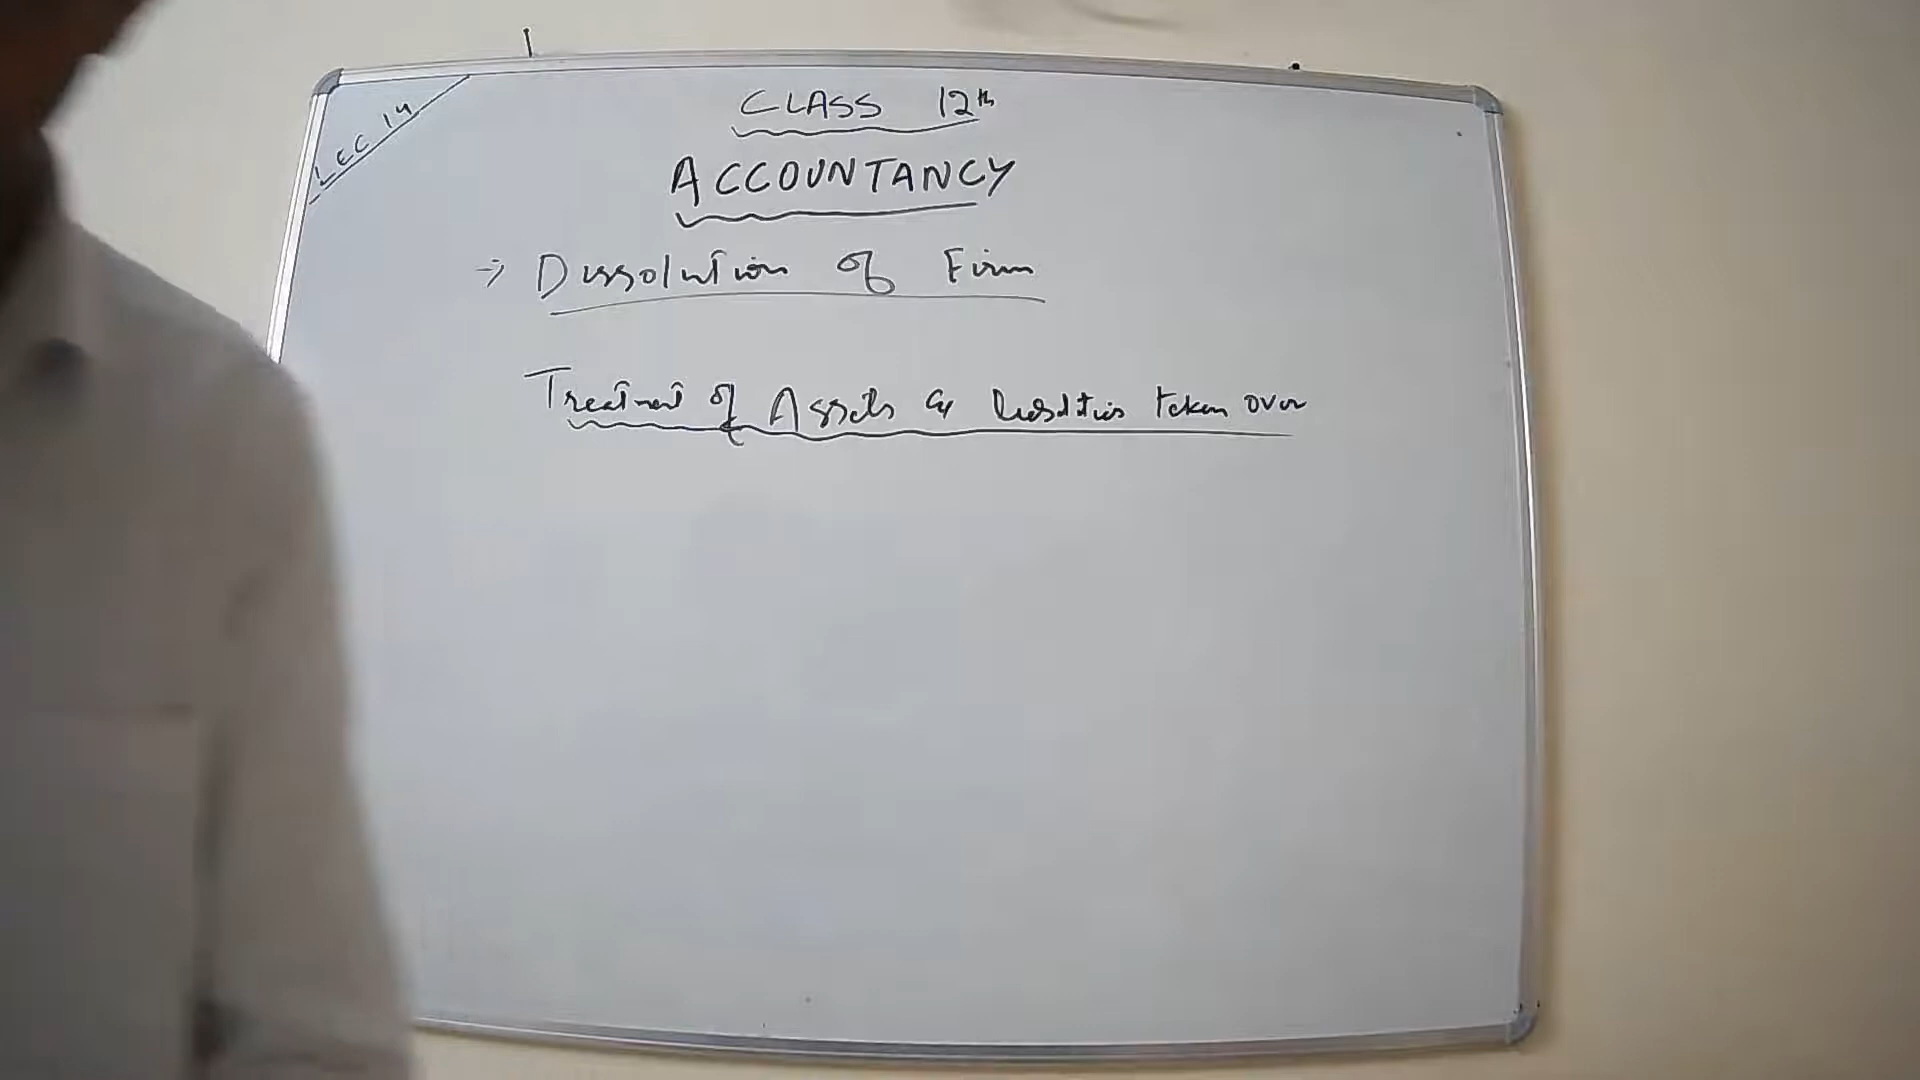 LEC 14
CLASS 12th
ACCOUNTANCY
→ Dissolution of Firm
Treatment of Assets & Liabilities taken over